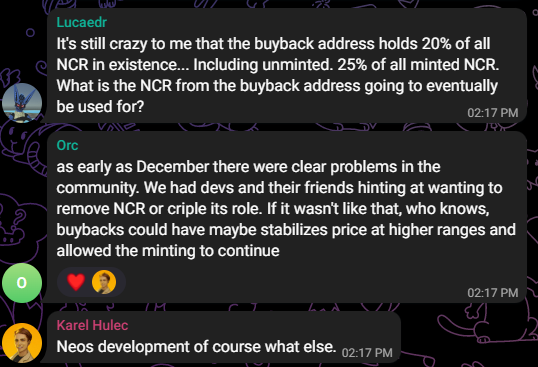 Lucaedr
It's still crazy to me that the buyback address holds 20% of all
NCR in existence... Including unminted. 25% of all minted NCR.
What is the NCR from the buyback address going to eventually
be used for?
02:17 PM
Orc
as early as December there were clear problems in the
community. We had devs and their friends hinting at wanting to
remove NCR or criple its role. If it wasn't like that, who knows,
buybacks could have maybe stabilizes price at higher ranges and
allowed the minting to continue
O
02:17 PM
Karel Hulec
Neos development of course what else. 02:17 PM